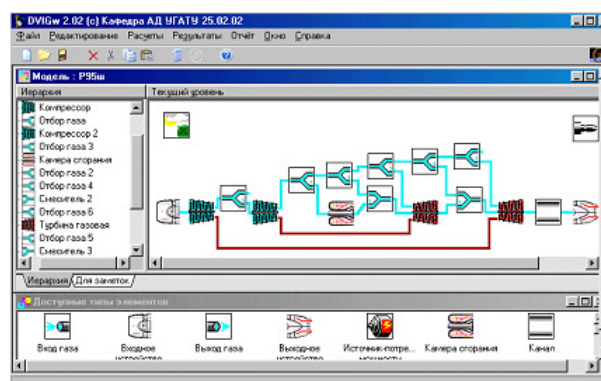 DVIGw 2.02 (c) Кафедра АД УГАТУ 25.02.02
Файл Редактирование Расчеты Результаты Отчёт Окно Справка
Модель : Р95ш
Иерархия
Текущий уровень
Компрессор
Отбор газа
Компрессор 2
Отбор газа 3
Камера сгорания
Отбор газа 2
Отбор газа 4
Смеситель 2
Отбор газа 6
Турбина газовая
Отбор газа 5
Смеситель 3
Иерархия Для заметок
Доступные типы элементов
Вход газа
Входное устройство
Выход газа
Выходное устройство
Источник-потре... мощности
Камера сгорания
Канал